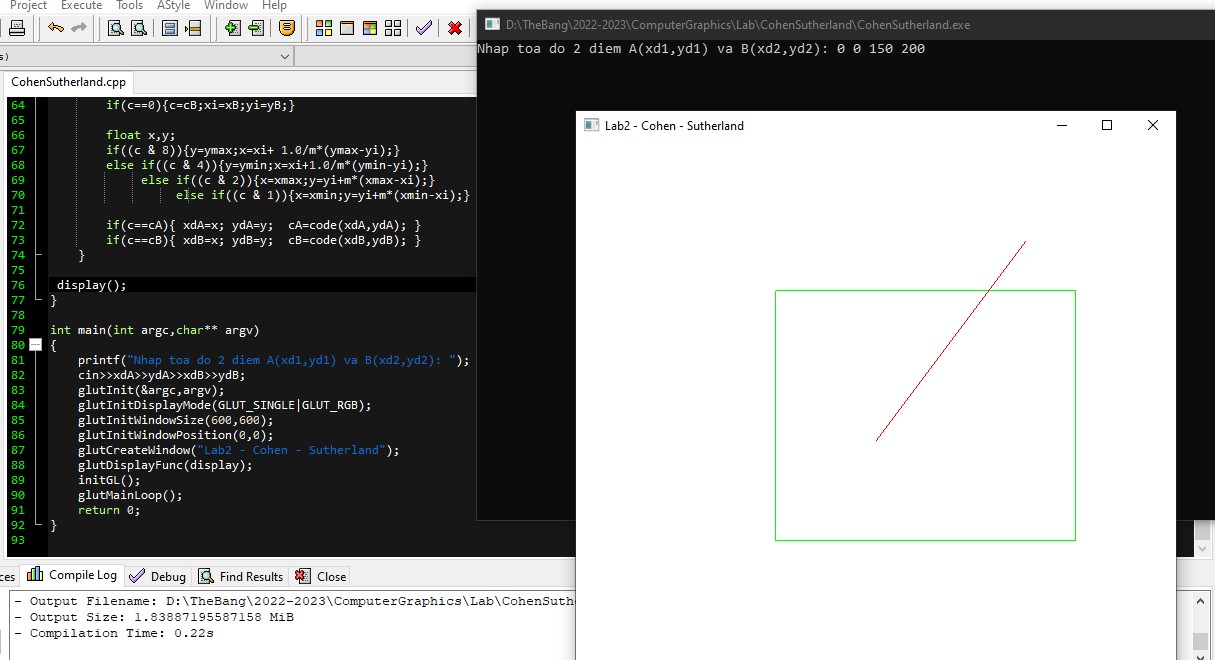 Project Execute Tools AStyle Window Help
s)
CohenSutherland.cpp
64 if(c==0){c=cB;xi=xB;yi=yB;}
65
66 float x,y;
67 if((c & 8)){y=ymax;x=xi+ 1.0/m*(ymax-yi);}
68 else if((c & 4)){y=ymin;x=xi+1.0/m*(ymin-yi);}
69 else if((c & 2)){x=xmax;y=yi+m*(xmax-xi);}
70 else if((c & 1)){x=xmin;y=yi+m*(xmin-xi);}
71
72 if(c==cA){ xdA=x; ydA=y; cA=code(xdA,ydA); }
73 if(c==cB){ xdB=x; ydB=y; cB=code(xdB,ydB); }
74 }
75
76 display();
77 }
78
79 int main(int argc,char** argv)
80 {
81 printf("Nhap toa do 2 diem A(xd1,yd1) va B(xd2,yd2): ");
82 cin>>xdA>>ydA>>xdB>>ydB;
83 glutInit(&argc,argv);
84 glutInitDisplayMode(GLUT_SINGLE|GLUT_RGB);
85 glutInitWindowSize(600,600);
86 glutInitWindowPosition(0,0);
87 glutCreateWindow("Lab2 - Cohen - Sutherland");
88 glutDisplayFunc(display);
89 initGL();
90 glutMainLoop();
91 return 0;
92 }
93
ces Compile Log Debug Find Results Close
- Output Filename: D:\TheBang\2022-2023\ComputerGraphics\Lab\CohenSuthe
- Output Size: 1.83887195587158 MiB
- Compilation Time: 0.22s
D:\TheBang\2022-2023\ComputerGraphics\Lab\CohenSutherland\CohenSutherland.exe
Nhap toa do 2 diem A(xd1,yd1) va B(xd2,yd2): 0 0 150 200
Lab2 - Cohen - Sutherland